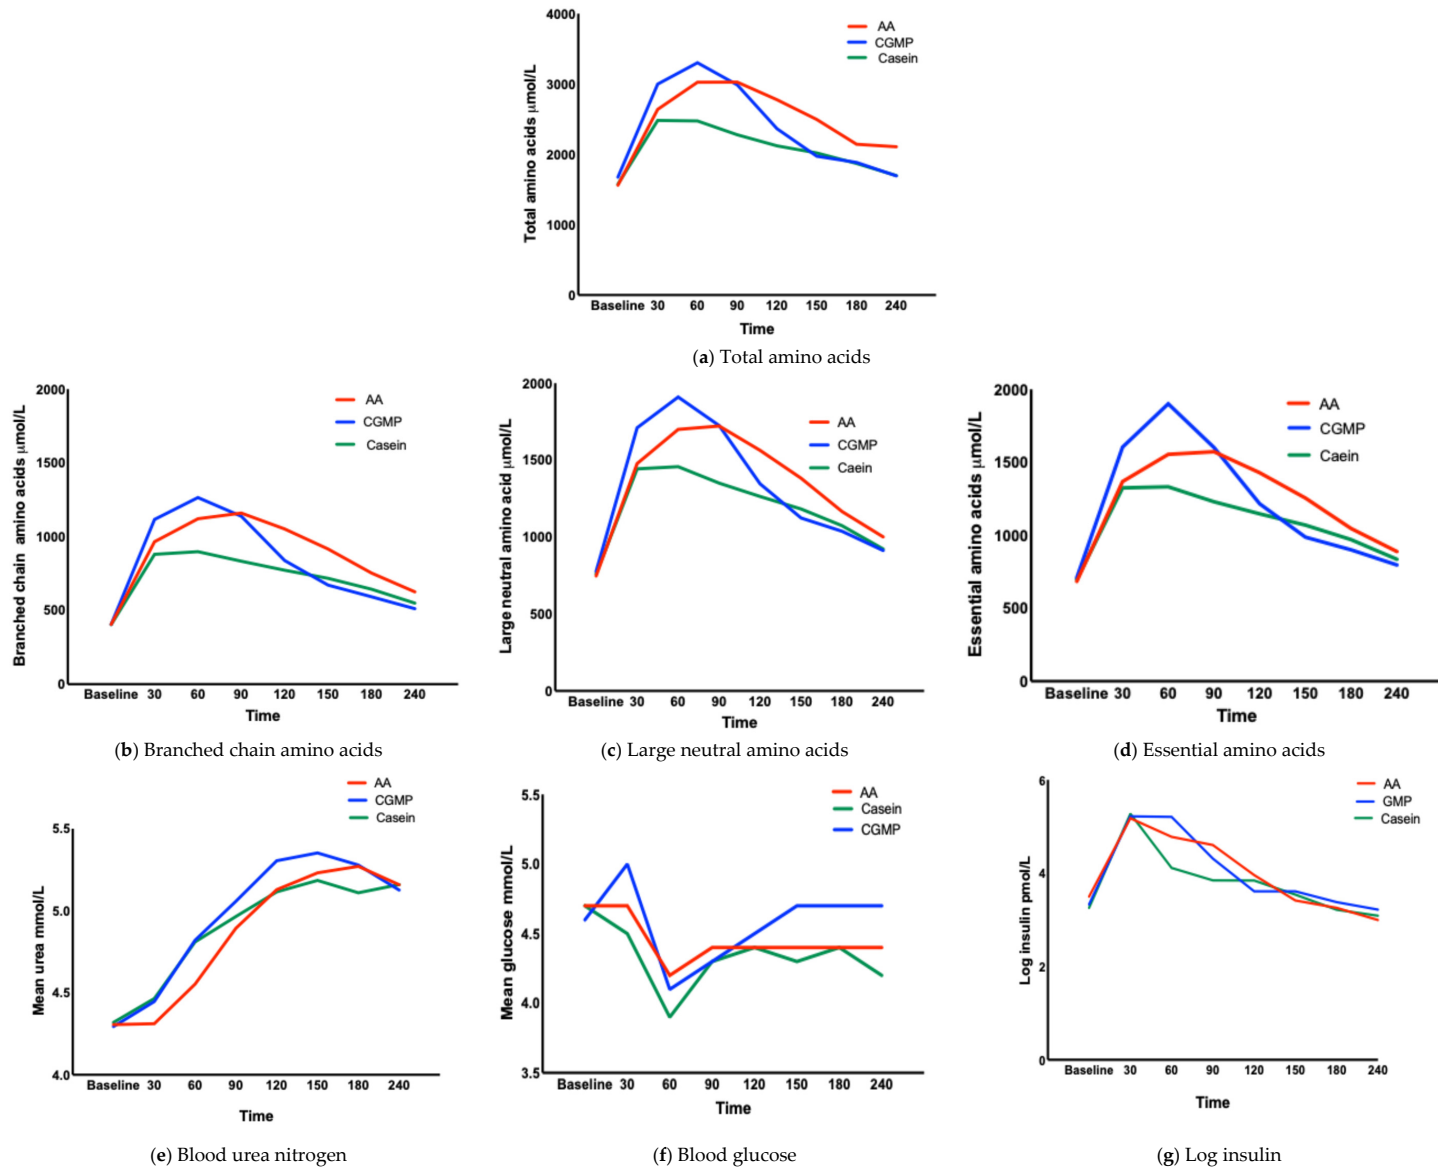 4000
3000
2000
1000
0
Total amino acids μmol/L
AA
CGMP
Casein
Baseline 30 60 90 120 150 180 240
Time
(a) Total amino acids
2000
1500
1000
500
0
Branched chain amino acids μmol/L
AA
CGMP
Casein
Baseline 30 60 90 120 150 180 240
Time
(b) Branched chain amino acids
2000
1500
1000
500
0
Large neutral amino acid μmol/L
AA
CGMP
Caein
Baseline 30 60 90 120 150 180 240
Time
(c) Large neutral amino acids
2000
1500
1000
500
0
Essential amino acids μmol/L
AA
CGMP
Caein
Baseline 30 60 90 120 150 180 240
Time
(d) Essential amino acids
5.5
5.0
4.5
4.0
Mean urea mmol/L
AA
CGMP
Casein
Baseline 30 60 90 120 150 180 240
Time
(e) Blood urea nitrogen
5.5
5.0
4.5
4.0
3.5
Mean glucose mmol/L
AA
Casein
CGMP
Baseline 30 60 90 120 150 180 240
Time
(f) Blood glucose
6
4
2
0
Log insulin pmol/L
AA
GMP
Casein
Baseline 30 60 90 120 150 180 240
Time
(g) Log insulin